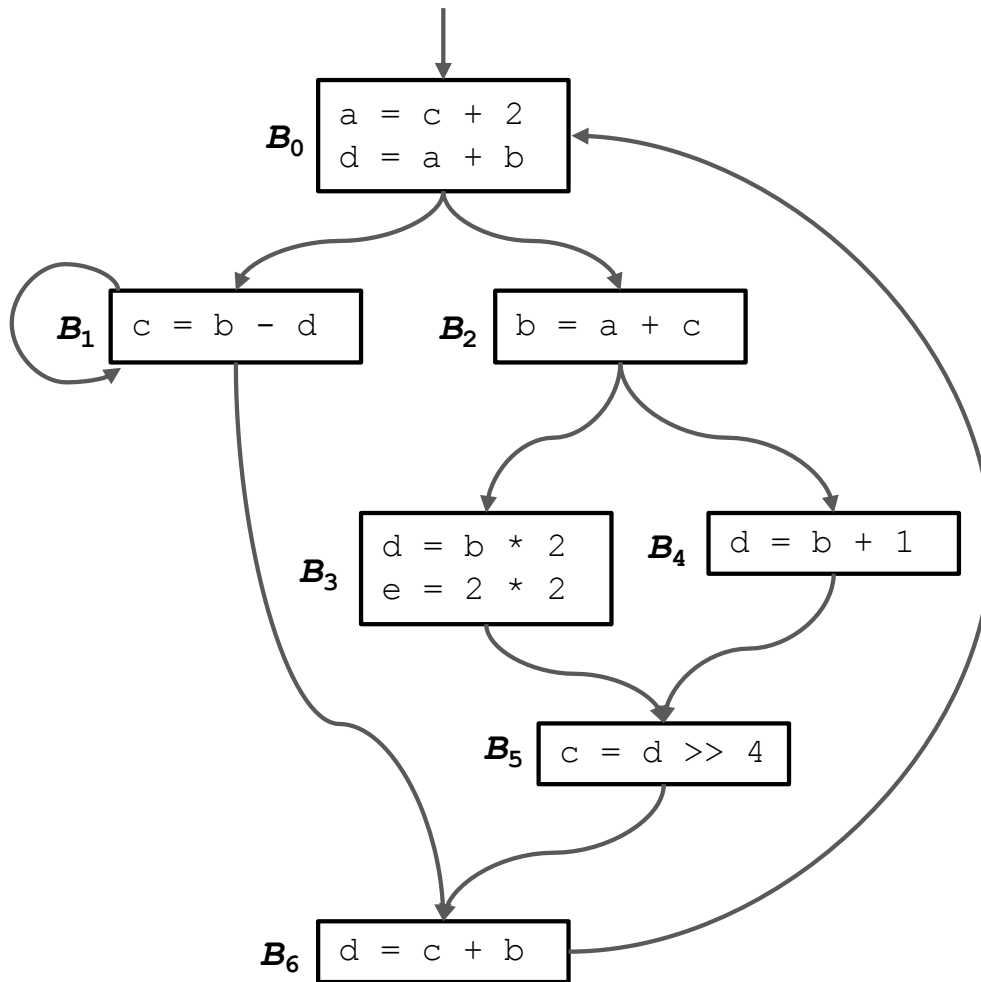 B0
a = c + 2
d = a + b
B1
c = b - d
B2
b = a + c
B3
d = b * 2
e = 2 * 2
B4
d = b + 1
B5
c = d >> 4
B6
d = c + b